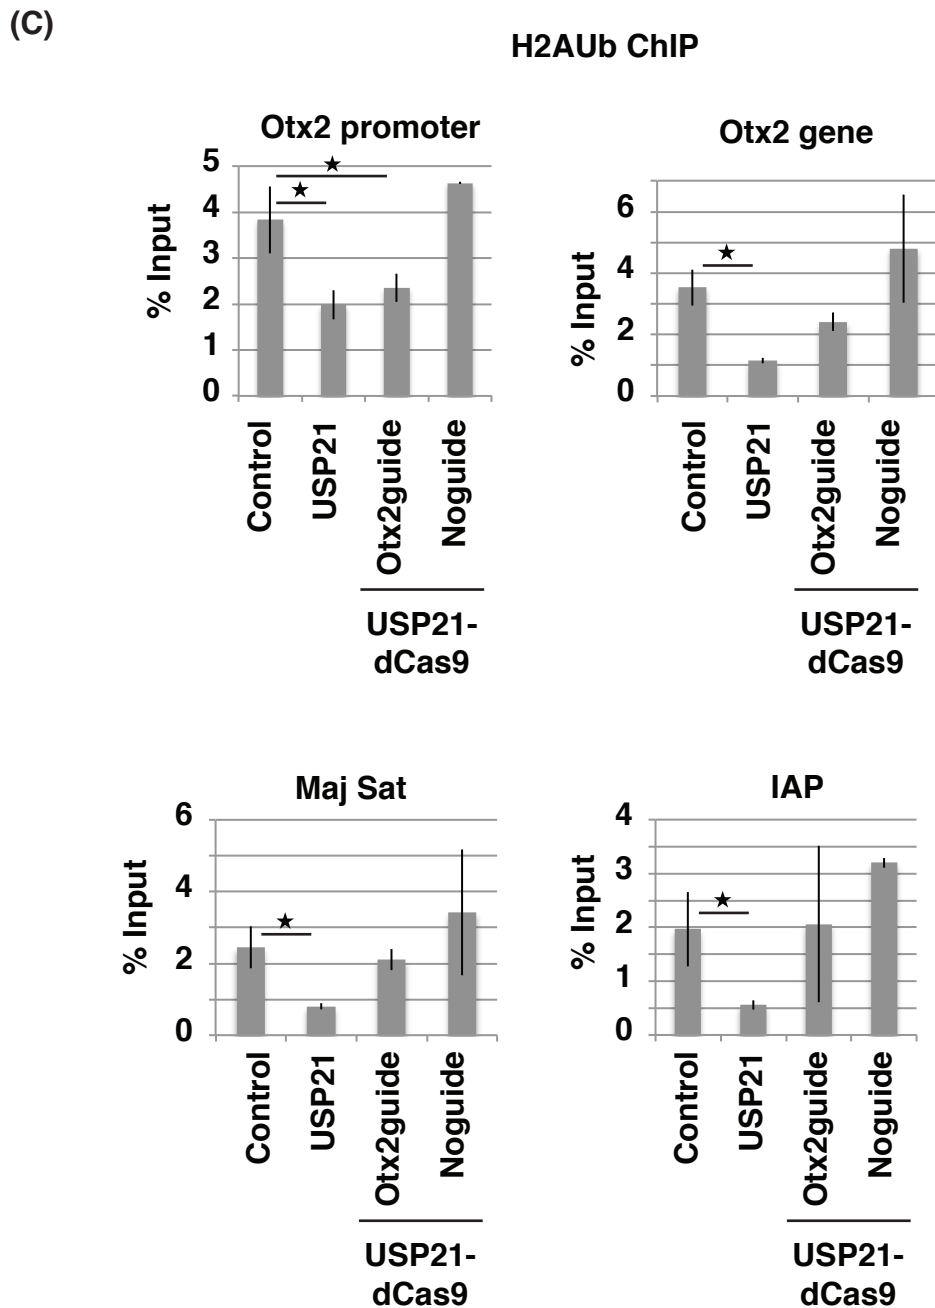 (C)
H2AUb ChIP
Otx2 promoter
% Input
5
4
3
2
1
0
★
★
Control
USP21
Otx2guide
Noguide
USP21-
dCas9
Otx2 gene
% Input
6
4
2
0
★
Control
USP21
Otx2guide
Noguide
USP21-
dCas9
Maj Sat
% Input
6
4
2
0
★
Control
USP21
Otx2guide
Noguide
USP21-
dCas9
IAP
% Input
4
3
2
1
0
★
Control
USP21
Otx2guide
Noguide
USP21-
dCas9